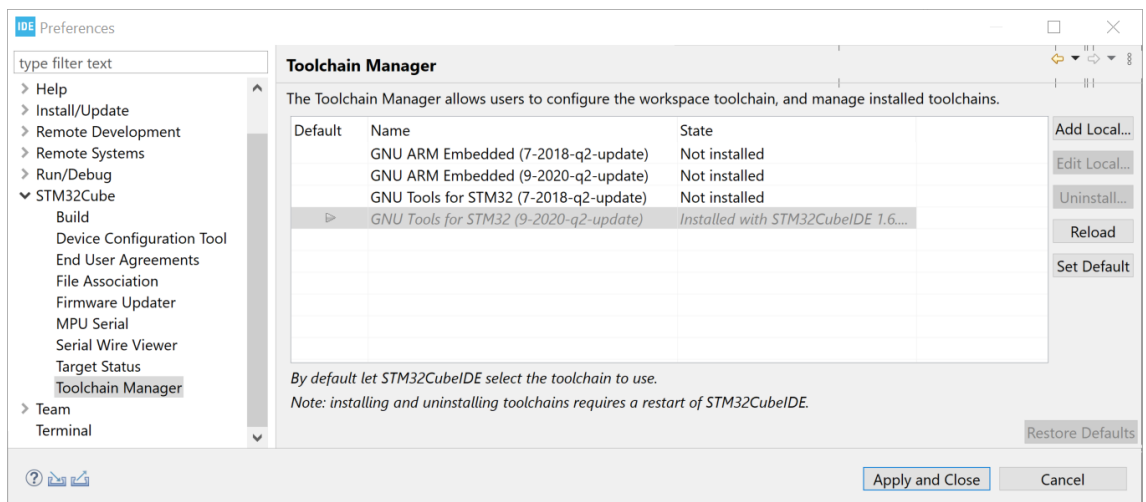 IDE Preferences
type filter text
Help
Install/Update
Remote Development
Remote Systems
Run/Debug
STM32Cube
Build
Device Configuration Tool
End User Agreements
File Association
Firmware Updater
MPU Serial
Serial Wire Viewer
Target Status
Toolchain Manager
Team
Terminal
Toolchain Manager
The Toolchain Manager allows users to configure the workspace toolchain, and manage installed toolchains.
Default Name State
GNU ARM Embedded (7-2018-q2-update) Not installed
GNU ARM Embedded (9-2020-q2-update) Not installed
GNU Tools for STM32 (7-2018-q2-update) Not installed
GNU Tools for STM32 (9-2020-q2-update) Installed with STM32CubeIDE 1.6....
Add Local...
Edit Local...
Uninstall...
Reload
Set Default
By default let STM32CubeIDE select the toolchain to use.
Note: installing and uninstalling toolchains requires a restart of STM32CubeIDE.
Restore Defaults
Apply and Close
Cancel